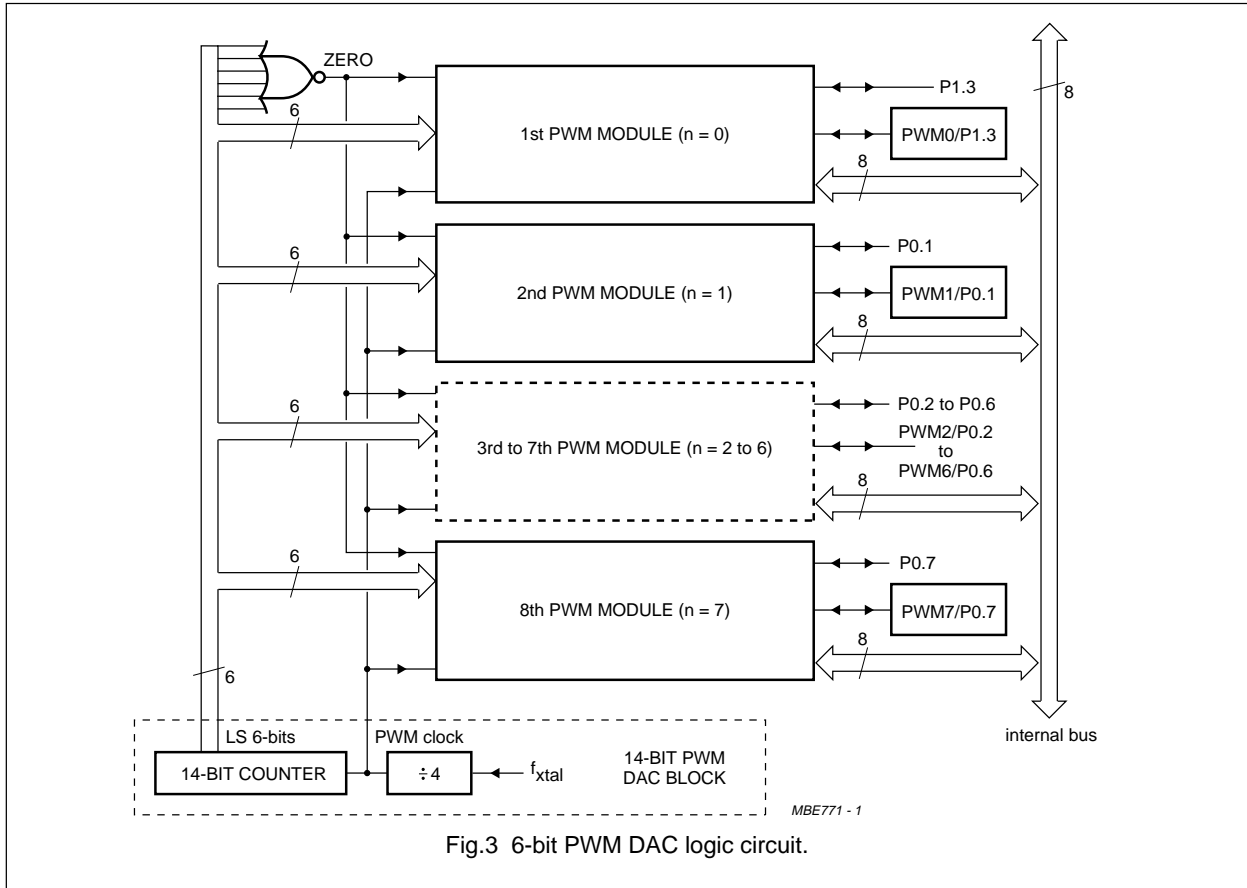 ZERO
6
1st PWM MODULE (n = 0)
P1.3
PWM0/P1.3
8
8
6
2nd PWM MODULE (n = 1)
P0.1
PWM1/P0.1
8
6
3rd to 7th PWM MODULE (n = 2 to 6)
P0.2 to P0.6
PWM2/P0.2
to
PWM6/P0.6
8
6
8th PWM MODULE (n = 7)
P0.7
PWM7/P0.7
8
6
LS 6-bits
PWM clock
14-BIT COUNTER
÷4
fxtal
14-BIT PWM
DAC BLOCK
internal bus
MBE771 - 1
Fig.3 6-bit PWM DAC logic circuit.